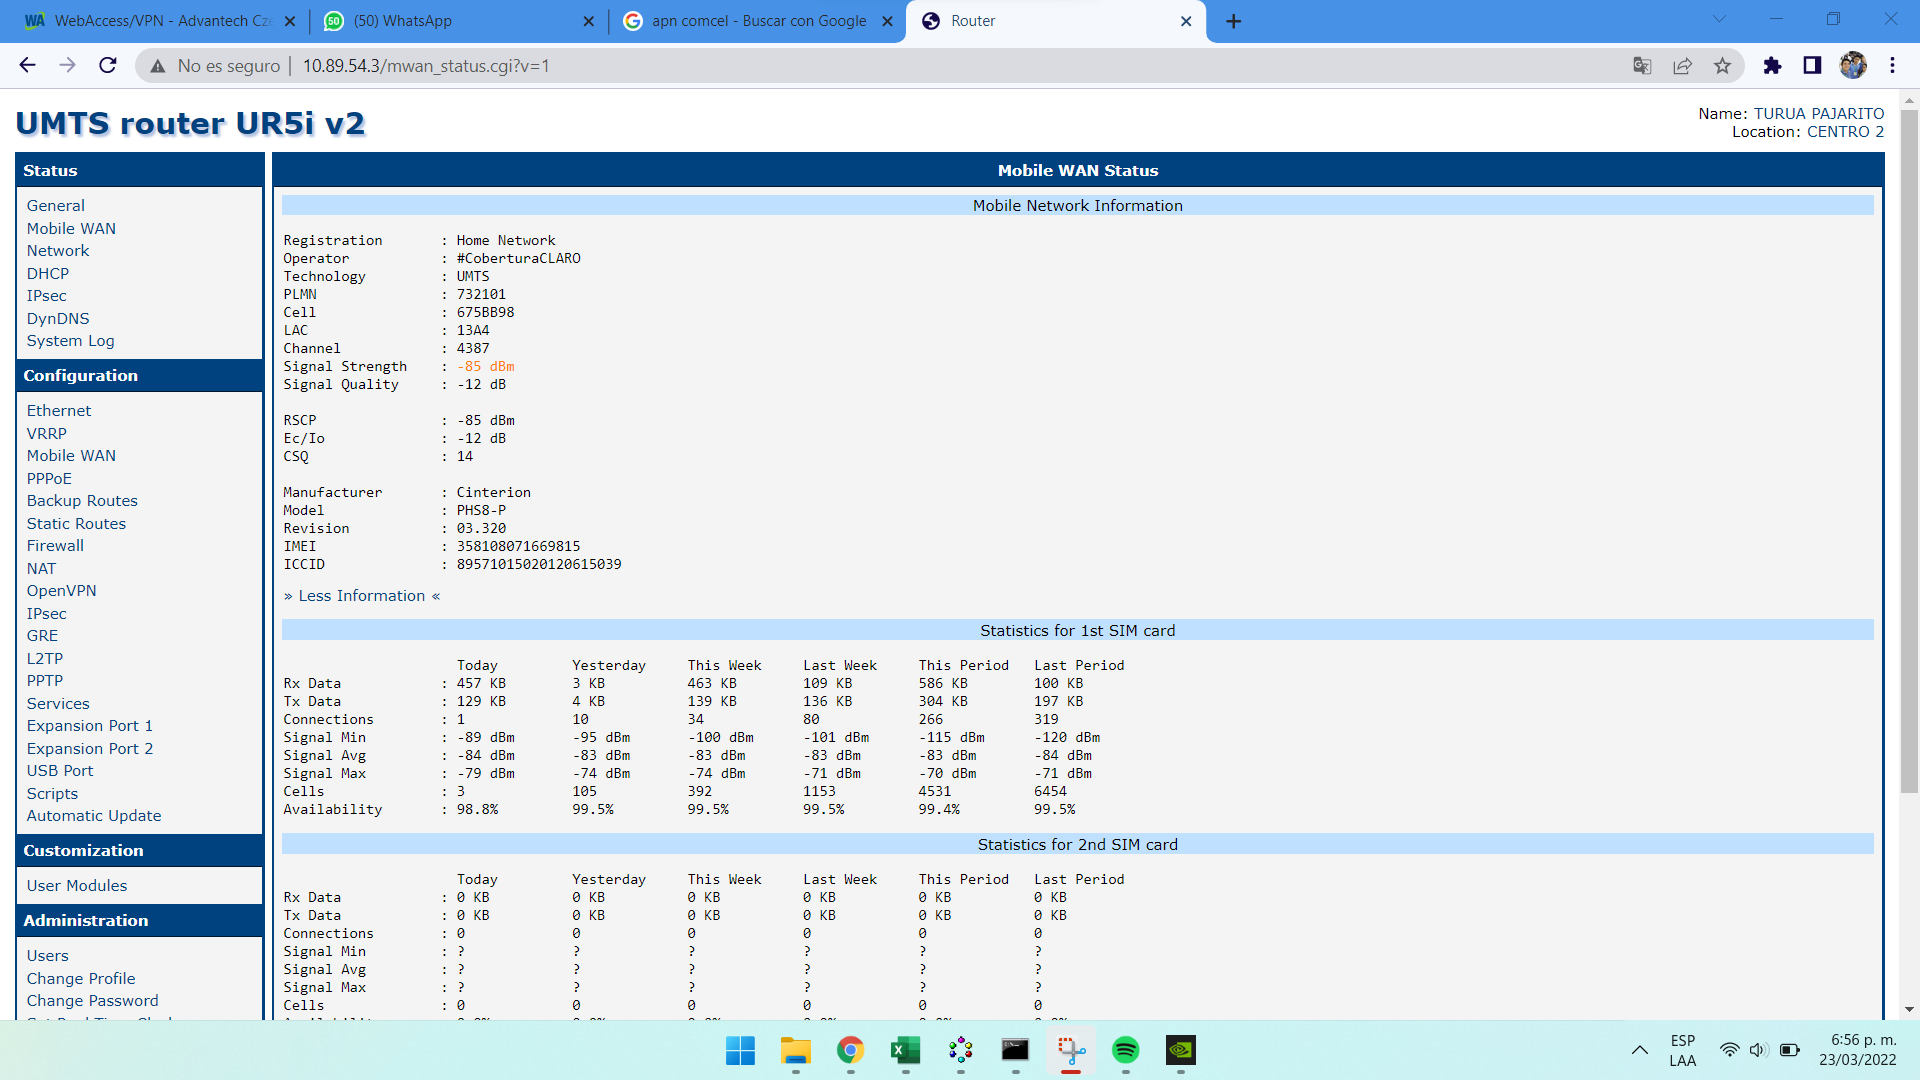 WebAccess/VPN - Advantech Cze
(50) WhatsApp
apn comcel - Buscar con Google
Router
No es seguro | 10.89.54.3/mwan_status.cgi?v=1
UMTS router UR5i v2
Name: TURUA PAJARITO
Location: CENTRO 2
Status
General
Mobile WAN
Network
DHCP
IPsec
DynDNS
System Log
Configuration
Ethernet
VRRP
Mobile WAN
PPPoE
Backup Routes
Static Routes
Firewall
NAT
OpenVPN
IPsec
GRE
L2TP
PPTP
Services
Expansion Port 1
Expansion Port 2
USB Port
Scripts
Automatic Update
Customization
User Modules
Administration
Users
Change Profile
Change Password
Mobile WAN Status
Mobile Network Information
Registration : Home Network
Operator : #CoberturaCLARO
Technology : UMTS
PLMN : 732101
Cell : 675BB98
LAC : 13A4
Channel : 4387
Signal Strength : -85 dBm
Signal Quality : -12 dB
RSCP : -85 dBm
Ec/Io : -12 dB
CSQ : 14
Manufacturer : Cinterion
Model : PHS8-P
Revision : 03.320
IMEI : 358108071669815
ICCID : 89571015020120615039
» Less Information «
Statistics for 1st SIM card
Today Yesterday This Week Last Week This Period Last Period
Rx Data : 457 KB 3 KB 463 KB 109 KB 586 KB 100 KB
Tx Data : 129 KB 4 KB 139 KB 136 KB 304 KB 197 KB
Connections : 1 10 34 80 266 319
Signal Min : -89 dBm -95 dBm -100 dBm -101 dBm -115 dBm -120 dBm
Signal Avg : -84 dBm -83 dBm -83 dBm -83 dBm -83 dBm -84 dBm
Signal Max : -79 dBm -74 dBm -74 dBm -71 dBm -70 dBm -71 dBm
Cells : 3 105 392 1153 4531 6454
Availability : 98.8% 99.5% 99.5% 99.5% 99.4% 99.5%
Statistics for 2nd SIM card
Today Yesterday This Week Last Week This Period Last Period
Rx Data : 0 KB 0 KB 0 KB 0 KB 0 KB 0 KB
Tx Data : 0 KB 0 KB 0 KB 0 KB 0 KB 0 KB
Connections : 0 0 0 0 0 0
Signal Min : ? ? ? ? ? ?
Signal Avg : ? ? ? ? ? ?
Signal Max : ? ? ? ? ? ?
Cells : 0 0 0 0 0 0
ESP
LAA
6:56 p. m.
23/03/2022